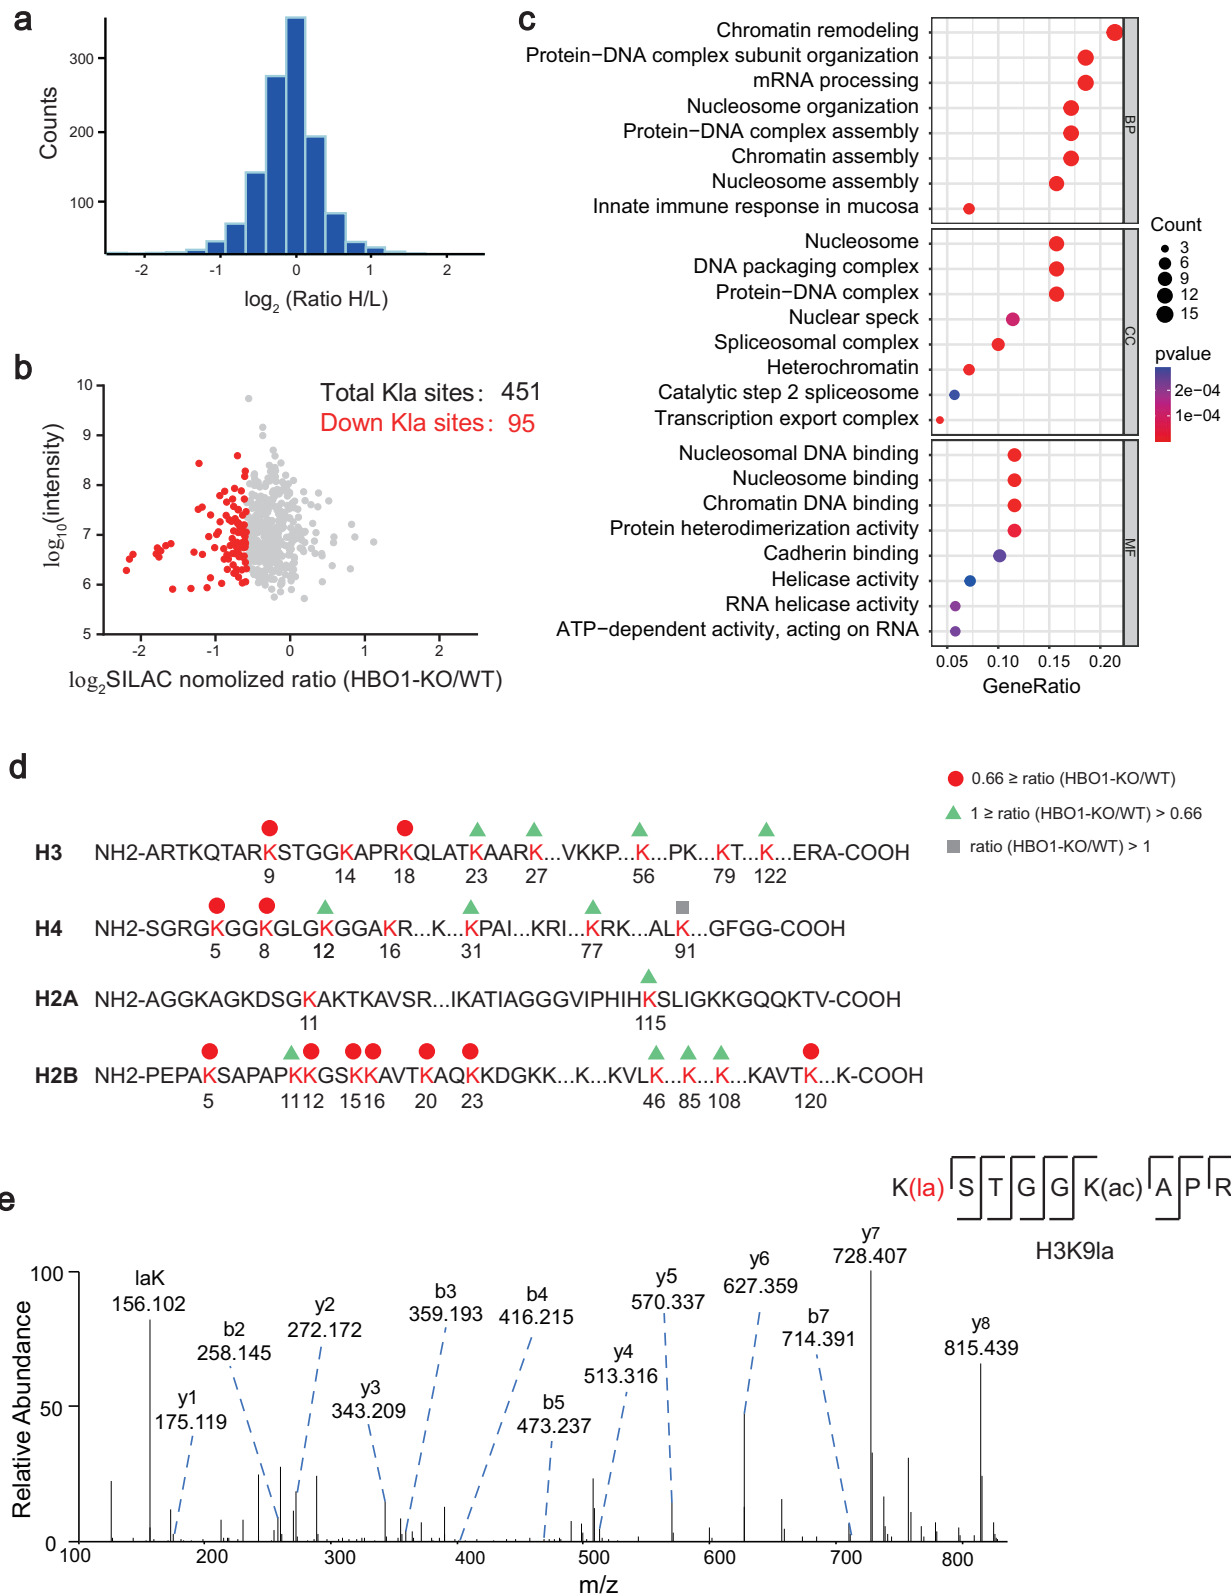 a
Counts
300
200
100
-2
-1
0
1
2
log2 (Ratio H/L)
b
log10(intensity)
10
9
8
7
6
5
Total Kla sites: 451
Down Kla sites: 95
-2
-1
0
1
2
log2SILAC nomolized ratio (HBO1-KO/WT)
c
Chromatin remodeling
Protein−DNA complex subunit organization
mRNA processing
Nucleosome organization
Protein−DNA complex assembly
Chromatin assembly
Nucleosome assembly
Innate immune response in mucosa
BP
Nucleosome
DNA packaging complex
Protein−DNA complex
Nuclear speck
Spliceosomal complex
Heterochromatin
Catalytic step 2 spliceosome
Transcription export complex
CC
Nucleosomal DNA binding
Nucleosome binding
Chromatin DNA binding
Protein heterodimerization activity
Cadherin binding
Helicase activity
RNA helicase activity
ATP−dependent activity, acting on RNA
MF
0.05
0.10
0.15
0.20
GeneRatio
Count
3
6
9
12
15
pvalue
2e−04
1e−04
d
0.66 ≥ ratio (HBO1-KO/WT)
1 ≥ ratio (HBO1-KO/WT) > 0.66
ratio (HBO1-KO/WT) > 1
H3 NH2-ARTKQTARKSTGGKAPRKQLATKAARK...VKKP...K...PK...KT...K...ERA-COOH
9 14 18 23 27 56 79 122
H4 NH2-SGRGKGGKGLGKGGAKR...K...KPAI...KRI...KRK...ALK...GFGG-COOH
5 8 12 16 31 77 91
H2A NH2-AGGKAGKDSGKAKTKAVSR...IKATIAGGGVIPHIHKSLIGKKGQQKTV-COOH
11 115
H2B NH2-PEPAKSAPAPKKGSKKAVTKAQKKDGKK...K...KVLK...K...K...KAVTK...K-COOH
5 11 12 15 16 20 23 46 85 108 120
e
K(la) S T G G K(ac) A P R
H3K9la
Relative Abundance
100
50
0
laK
156.102
y1
175.119
b2
258.145
y2
272.172
y3
343.209
b3
359.193
b4
416.215
b5
473.237
y4
513.316
y5
570.337
y6
627.359
b7
714.391
y7
728.407
y8
815.439
100
200
300
400
500
600
700
800
m/z